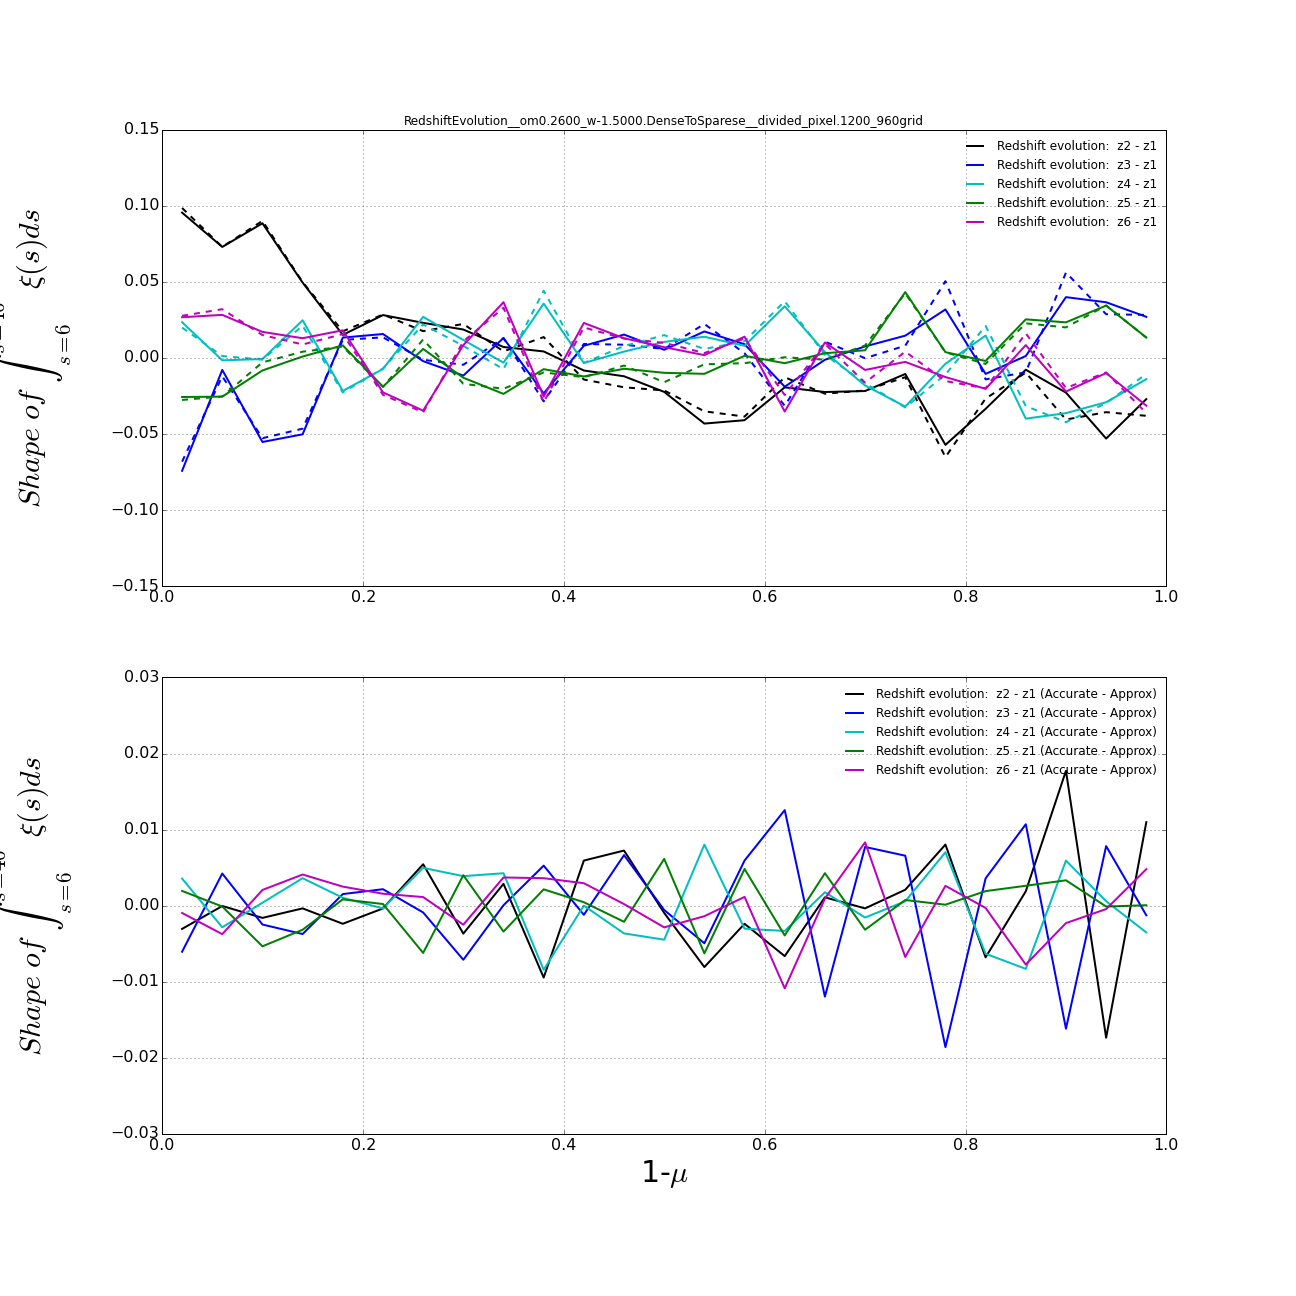 RedshiftEvolution__om0.2600_w-1.5000.DenseToSparese__divided_pixel.1200_960grid
0.15
0.10
0.05
0.00
−0.05
−0.10
−0.15
Shape of ∫ s=6 ξ(s)ds
Redshift evolution: z2 - z1
Redshift evolution: z3 - z1
Redshift evolution: z4 - z1
Redshift evolution: z5 - z1
Redshift evolution: z6 - z1
0.0 0.2 0.4 0.6 0.8 1.0
0.03
0.02
0.01
0.00
−0.01
−0.02
−0.03
Shape of ∫ s=6 ξ(s)ds
Redshift evolution: z2 - z1 (Accurate - Approx)
Redshift evolution: z3 - z1 (Accurate - Approx)
Redshift evolution: z4 - z1 (Accurate - Approx)
Redshift evolution: z5 - z1 (Accurate - Approx)
Redshift evolution: z6 - z1 (Accurate - Approx)
0.0 0.2 0.4 0.6 0.8 1.0
1-μ